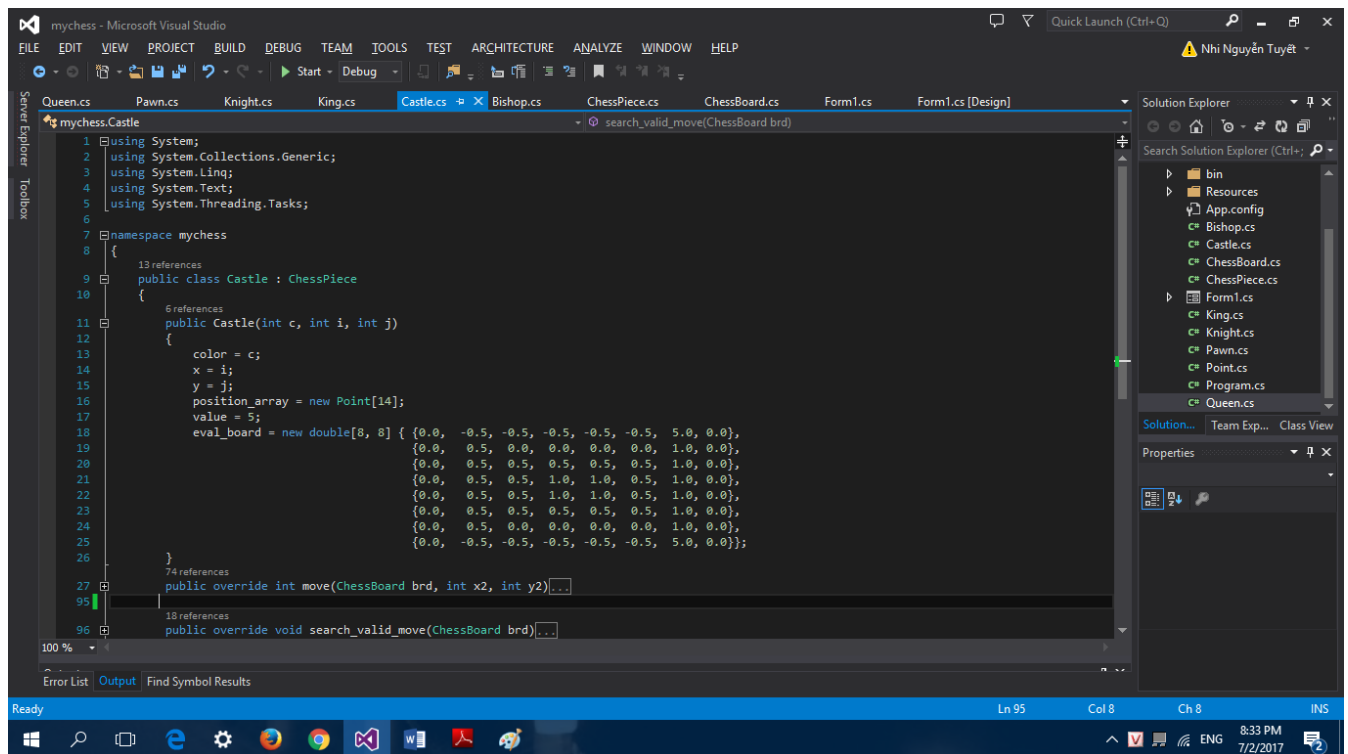 mychess - Microsoft Visual Studio
Quick Launch (Ctrl+Q)
FILE EDIT VIEW PROJECT BUILD DEBUG TEAM TOOLS TEST ARCHITECTURE ANALYZE WINDOW HELP
Nhi Nguyễn Tuyết
Start Debug
Server Explorer
Toolbox
Queen.cs Pawn.cs Knight.cs King.cs Castle.cs Bishop.cs ChessPiece.cs ChessBoard.cs Form1.cs Form1.cs [Design]
mychess.Castle search_valid_move(ChessBoard brd)
1 using System;
2 using System.Collections.Generic;
3 using System.Linq;
4 using System.Text;
5 using System.Threading.Tasks;
6
7 namespace mychess
8 {
13 references
9 public class Castle : ChessPiece
10 {
6 references
11 public Castle(int c, int i, int j)
12 {
13 color = c;
14 x = i;
15 y = j;
16 position_array = new Point[14];
17 value = 5;
18 eval_board = new double[8, 8] { {0.0, -0.5, -0.5, -0.5, -0.5, -0.5, 5.0, 0.0},
19 {0.0, 0.5, 0.0, 0.0, 0.0, 0.0, 1.0, 0.0},
20 {0.0, 0.5, 0.5, 0.5, 0.5, 0.5, 1.0, 0.0},
21 {0.0, 0.5, 0.5, 1.0, 1.0, 0.5, 1.0, 0.0},
22 {0.0, 0.5, 0.5, 1.0, 1.0, 0.5, 1.0, 0.0},
23 {0.0, 0.5, 0.5, 0.5, 0.5, 0.5, 1.0, 0.0},
24 {0.0, 0.5, 0.0, 0.0, 0.0, 0.0, 1.0, 0.0},
25 {0.0, -0.5, -0.5, -0.5, -0.5, -0.5, 5.0, 0.0}};
26 }
74 references
27 public override int move(ChessBoard brd, int x2, int y2)...
95
18 references
96 public override void search_valid_move(ChessBoard brd)...
100 %
Error List Output Find Symbol Results
Solution Explorer
Search Solution Explorer (Ctrl+;
bin
Resources
App.config
Bishop.cs
Castle.cs
ChessBoard.cs
ChessPiece.cs
Form1.cs
King.cs
Knight.cs
Pawn.cs
Point.cs
Program.cs
Queen.cs
Solution... Team Exp... Class View
Properties
Ready Ln 95 Col 8 Ch 8 INS
ENG
8:33 PM
7/2/2017
2